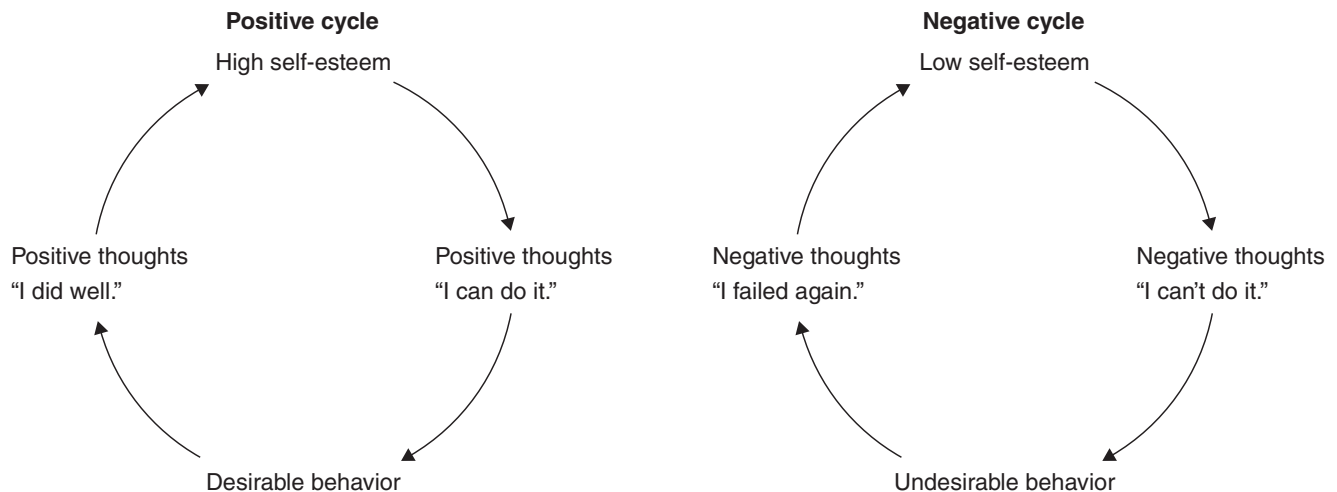 Positive cycle
High self-esteem
Positive thoughts
“I can do it.”
Desirable behavior
Positive thoughts
“I did well.”
Negative cycle
Low self-esteem
Negative thoughts
“I can’t do it.”
Undesirable behavior
Negative thoughts
“I failed again.”